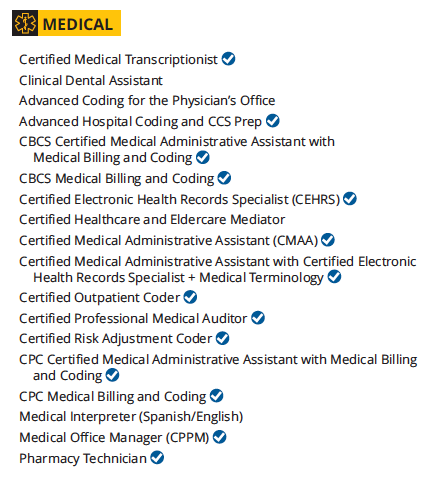 MEDICAL
Certified Medical Transcriptionist
Clinical Dental Assistant
Advanced Coding for the Physician’s Office
Advanced Hospital Coding and CCS Prep
CBCS Certified Medical Administrative Assistant with
Medical Billing and Coding
CBCS Medical Billing and Coding
Certified Electronic Health Records Specialist (CEHRS)
Certified Healthcare and Eldercare Mediator
Certified Medical Administrative Assistant (CMAA)
Certified Medical Administrative Assistant with Certified Electronic
Health Records Specialist + Medical Terminology
Certified Outpatient Coder
Certified Professional Medical Auditor
Certified Risk Adjustment Coder
CPC Certified Medical Administrative Assistant with Medical Billing
and Coding
CPC Medical Billing and Coding
Medical Interpreter (Spanish/English)
Medical Office Manager (CPPM)
Pharmacy Technician